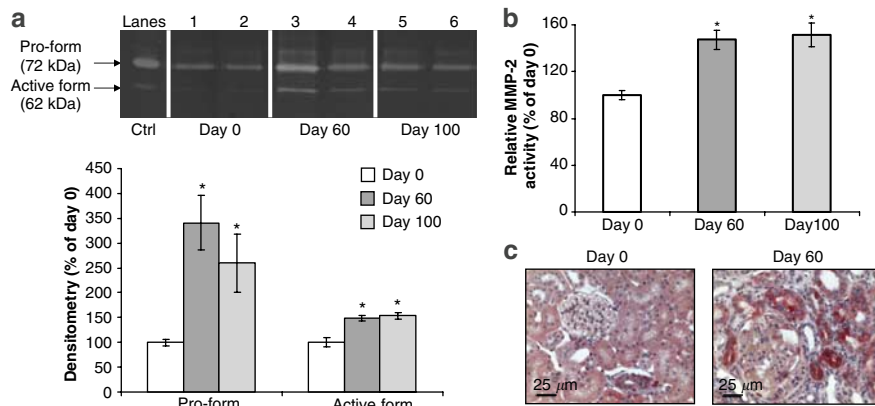 a
Lanes 1 2 3 4 5 6
Pro-form
(72 kDa)
Active form
(62 kDa)
Ctrl Day 0 Day 60 Day 100
Densitometry (% of day 0)
450
400
350
300
250
200
150
100
50
0
* * * *
Day 0
Day 60
Day 100
Pro-form Active form
b
Relative MMP-2
activity (% of day 0)
160
120
80
40
0
* *
Day 0 Day 60 Day100
c
Day 0 Day 60
25 μm 25 μm